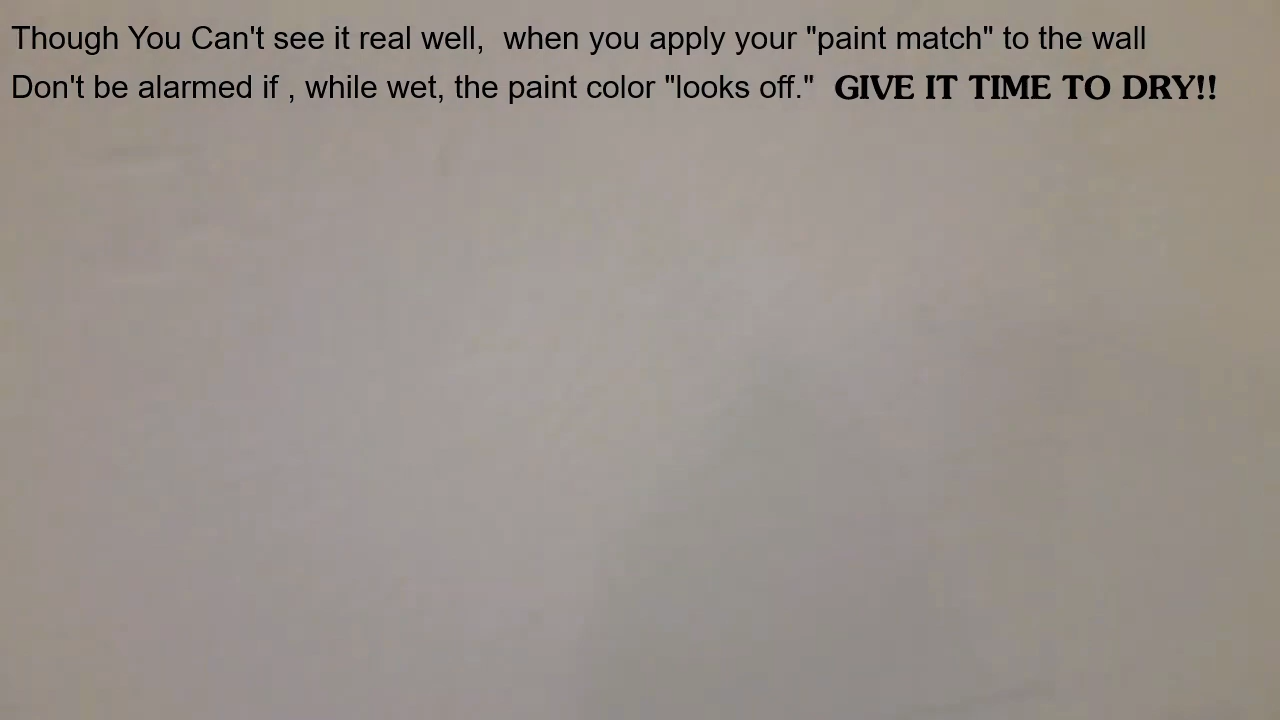 Though You Can't see it real well,  when you apply your "paint match" to the wall
Don't be alarmed if , while wet, the paint color "looks off."  GIVE IT TIME TO DRY!!